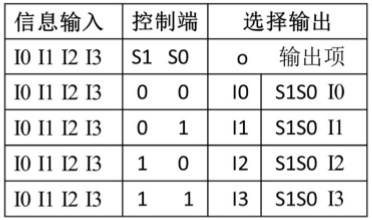 信息输入 控制端 选择输出
I0 I1 I2 I3 S1 S0 o 输出项
I0 I1 I2 I3 0 0 I0 S1S0 I0
I0 I1 I2 I3 0 1 I1 S1S0 I1
I0 I1 I2 I3 1 0 I2 S1S0 I2
I0 I1 I2 I3 1 1 I3 S1S0 I3